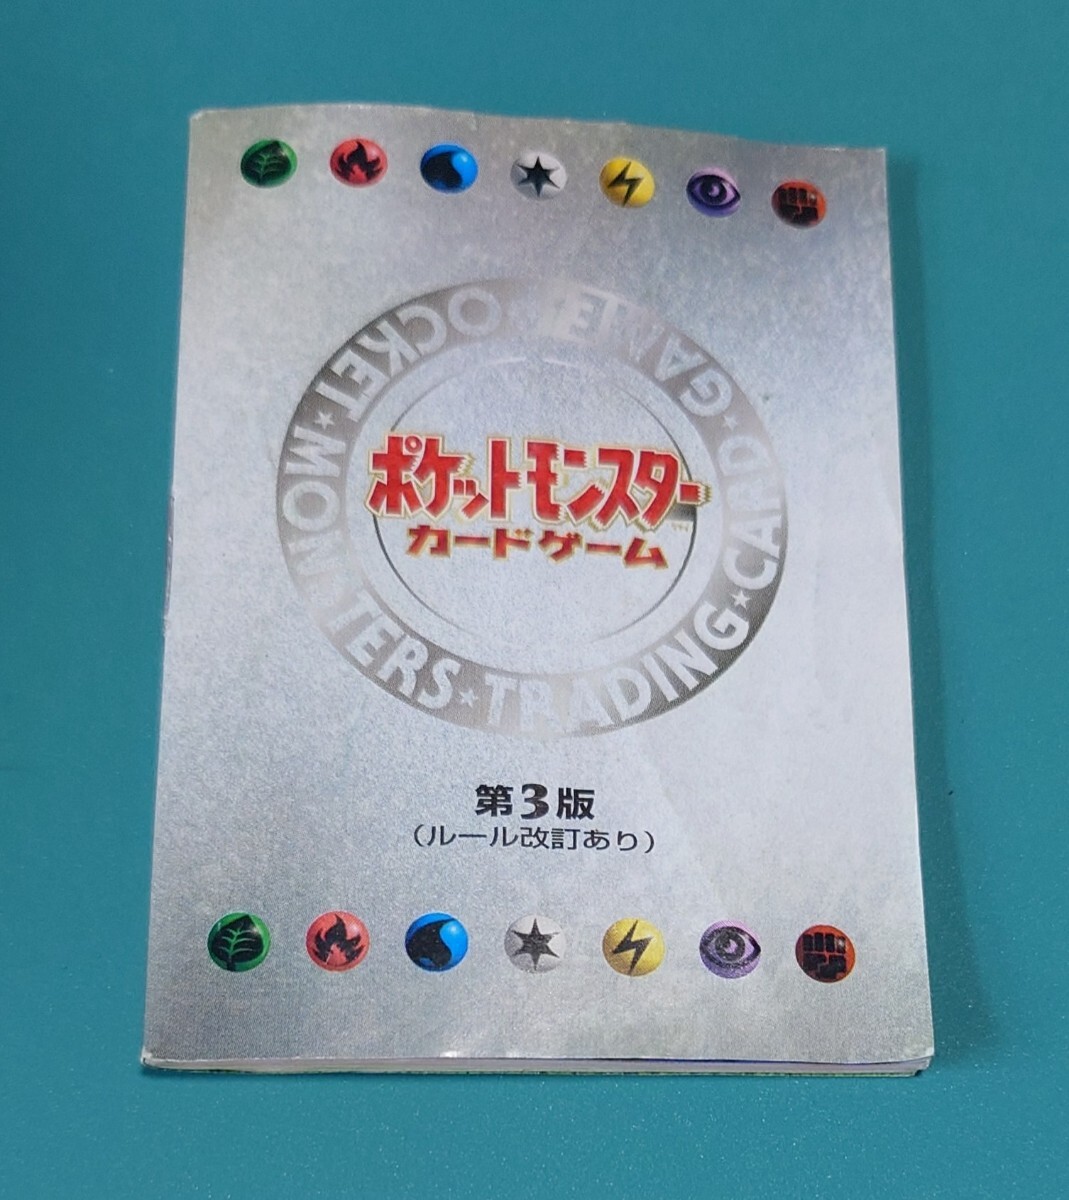 POCKET★MONSTERS★TRADING★CARD★GAME
ポケットモンスター
カードゲーム
第3版
(ルール改訂あり)